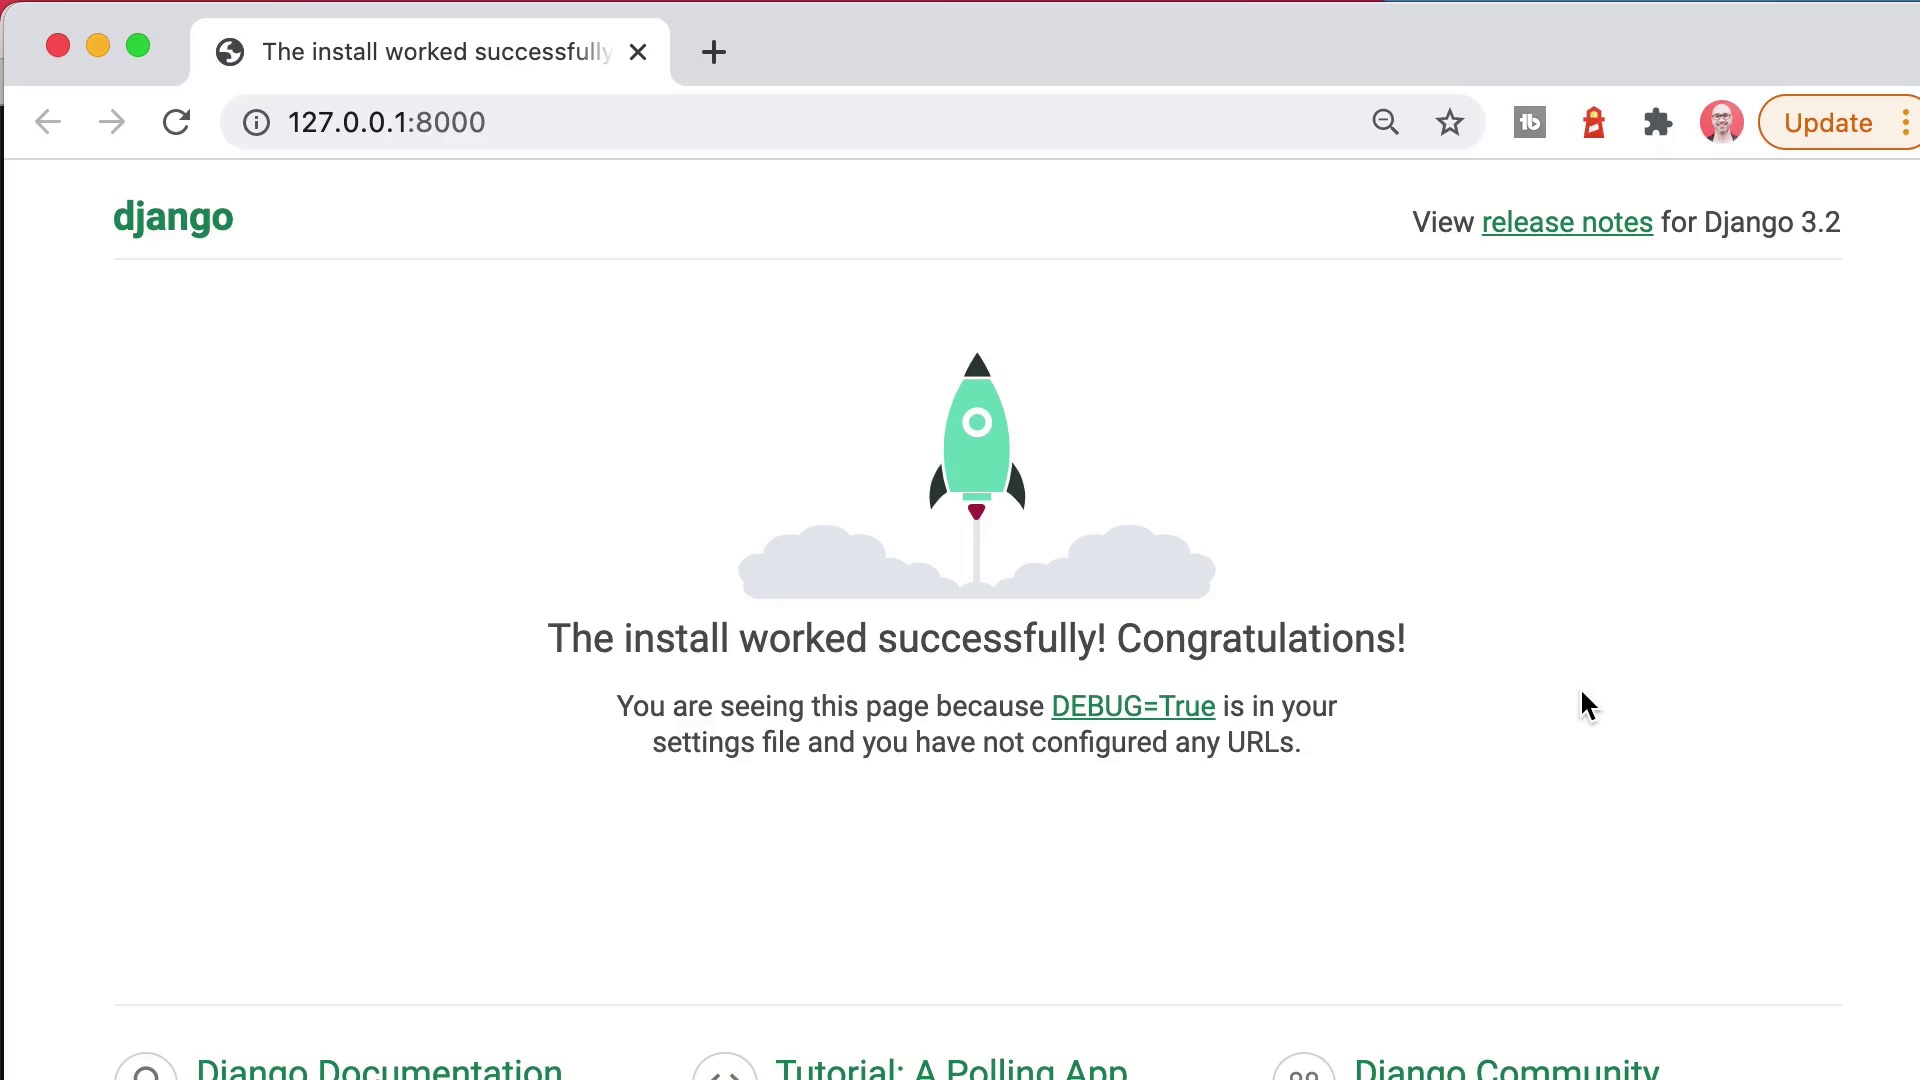 The install worked successfully
127.0.0.1:8000
Update
django
View release notes for Django 3.2
The install worked successfully! Congratulations!
You are seeing this page because DEBUG=True is in your
settings file and you have not configured any URLs.
Django Documentation
Tutorial: A Polling App
Django Community